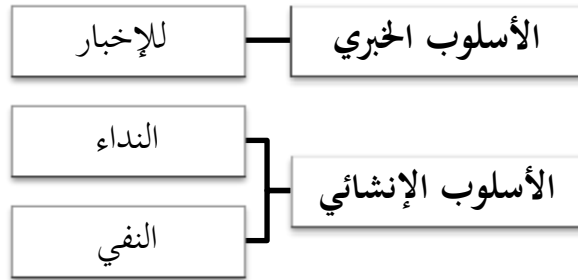 الأسلوب الخبري
للإخبار
الأسلوب الإنشائي
النداء
النفي